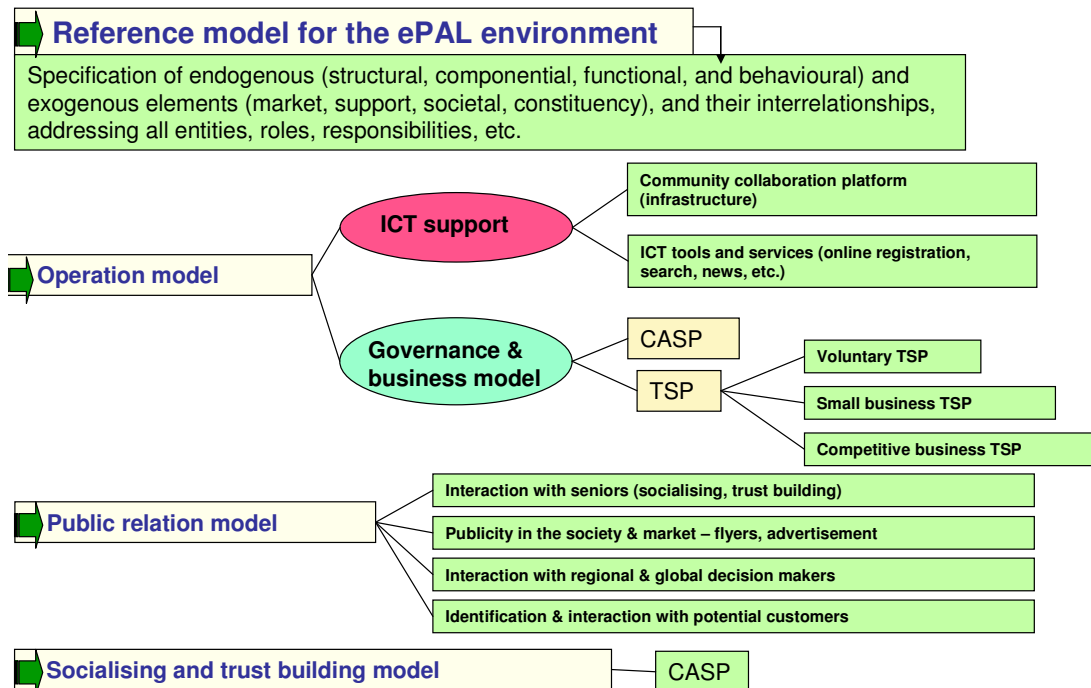 Reference model for the ePAL environment
Specification of endogenous (structural, componential, functional, and behavioural) and
exogenous elements (market, support, societal, constituency), and their interrelationships,
addressing all entities, roles, responsibilities, etc.
Operation model
ICT support
Community collaboration platform
(infrastructure)
ICT tools and services (online registration,
search, news, etc.)
Governance &
business model
CASP
TSP
Voluntary TSP
Small business TSP
Competitive business TSP
Public relation model
Interaction with seniors (socialising, trust building)
Publicity in the society & market – flyers, advertisement
Interaction with regional & global decision makers
Identification & interaction with potential customers
Socialising and trust building model
CASP